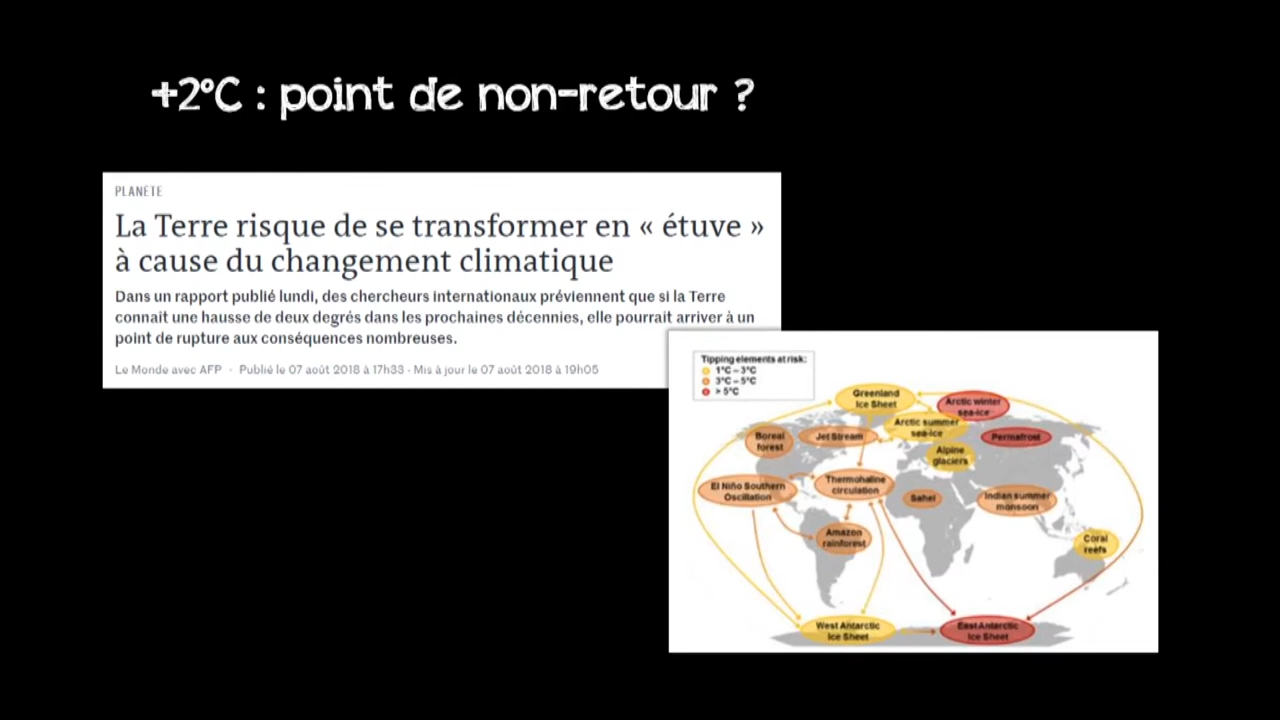 +2°C : point de non-retour ?
PLANÈTE
La Terre risque de se transformer en « étuve »
à cause du changement climatique
Dans un rapport publié lundi, des chercheurs internationaux préviennent que si la Terre
connait une hausse de deux degrés dans les prochaines décennies, elle pourrait arriver à un
point de rupture aux conséquences nombreuses.
Le Monde avec AFP · Publié le 07 août 2018 à 17h33 - Mis à jour le 07 août 2018 à 19h05
Tipping elements at risk:
1°C – 3°C
3°C – 5°C
> 5°C
Greenland
Ice Sheet
Arctic winter
sea-ice
Arctic summer
sea-ice
Boreal
forest
Jet Stream
Permafrost
Alpine
glaciers
El Niño Southern
Oscillation
Thermohaline
circulation
Sahel
Indian summer
monsoon
Amazon
rainforest
Coral
reefs
West Antarctic
Ice Sheet
East Antarctic
Ice Sheet